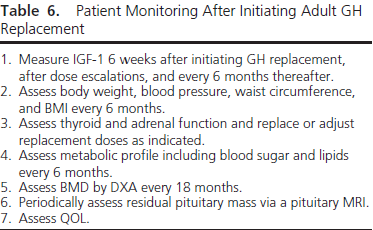 Table 6. Patient Monitoring After Initiating Adult GH
Replacement
1. Measure IGF-1 6 weeks after initiating GH replacement,
after dose escalations, and every 6 months thereafter.
2. Assess body weight, blood pressure, waist circumference,
and BMI every 6 months.
3. Assess thyroid and adrenal function and replace or adjust
replacement doses as indicated.
4. Assess metabolic profile including blood sugar and lipids
every 6 months.
5. Assess BMD by DXA every 18 months.
6. Periodically assess residual pituitary mass via a pituitary MRI.
7. Assess QOL.